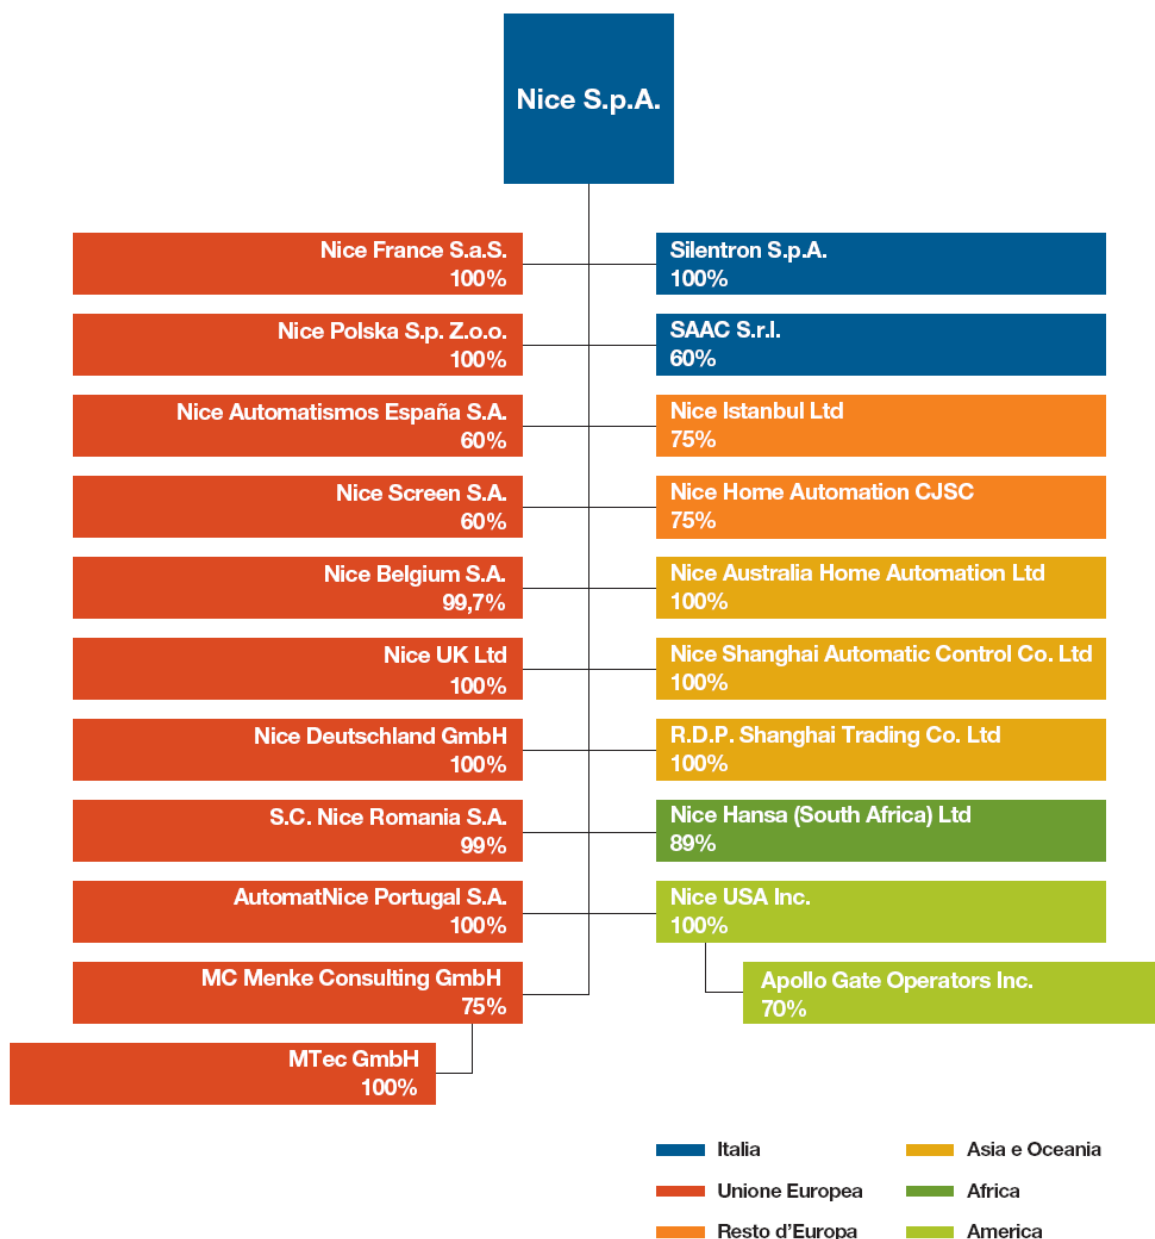 Nice S.p.A.
Nice France S.a.S.
100%
Nice Polska S.p. Z.o.o.
100%
Nice Automatismos España S.A.
60%
Nice Screen S.A.
60%
Nice Belgium S.A.
99,7%
Nice UK Ltd
100%
Nice Deutschland GmbH
100%
S.C. Nice Romania S.A.
99%
AutomatNice Portugal S.A.
100%
MC Menke Consulting GmbH
75%
MTec GmbH
100%
Silentron S.p.A.
100%
SAAC S.r.l.
60%
Nice Istanbul Ltd
75%
Nice Home Automation CJSC
75%
Nice Australia Home Automation Ltd
100%
Nice Shanghai Automatic Control Co. Ltd
100%
R.D.P. Shanghai Trading Co. Ltd
100%
Nice Hansa (South Africa) Ltd
89%
Nice USA Inc.
100%
Apollo Gate Operators Inc.
70%
Italia
Unione Europea
Resto d'Europa
Asia e Oceania
Africa
America